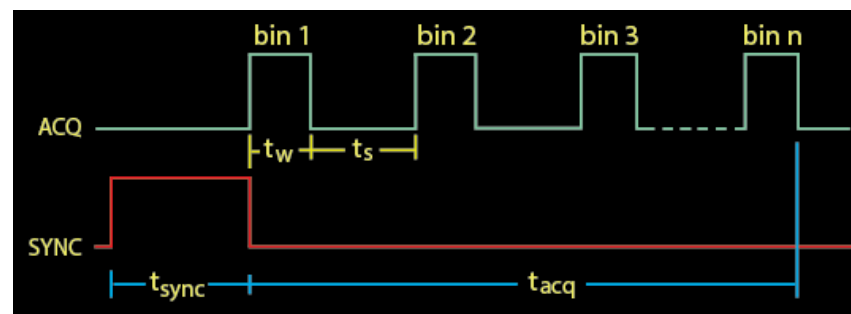 bin 1 bin 2 bin 3 bin n
ACQ
tw ts
SYNC
tsync tacq